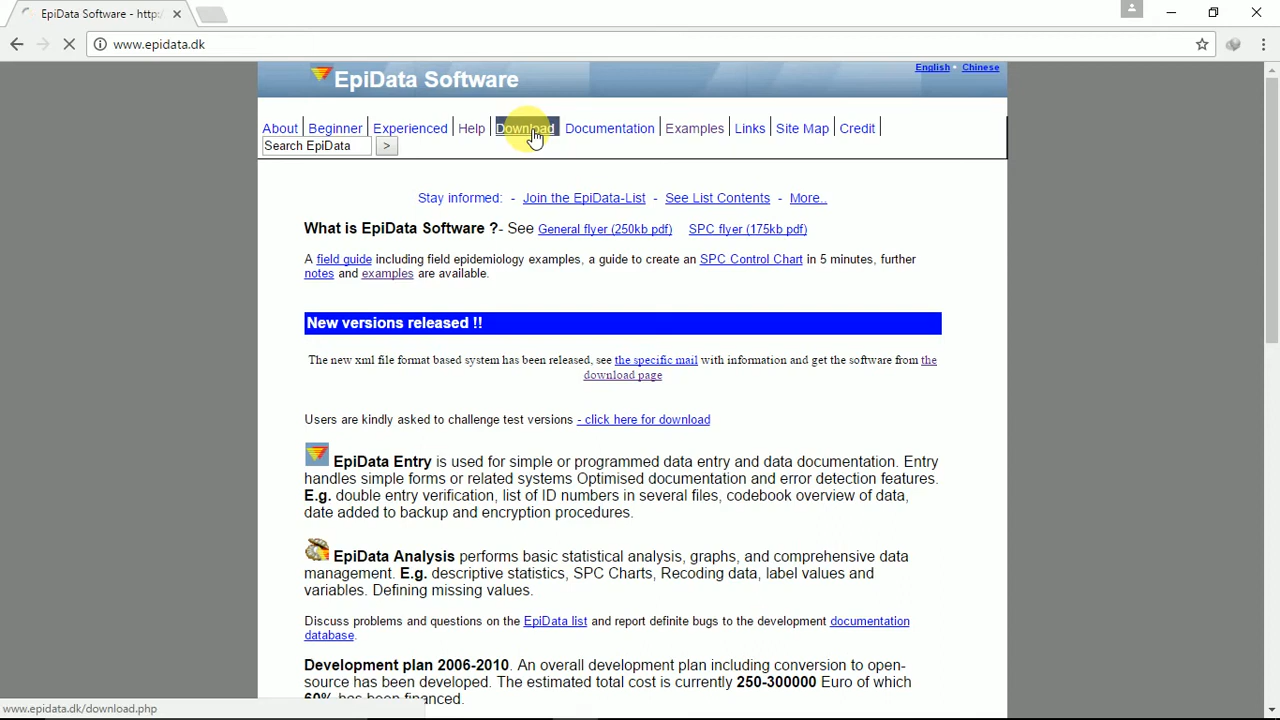 EpiData Software - http:/
www.epidata.dk
English • Chinese
EpiData Software
About Beginner Experienced Help Download Documentation Examples Links Site Map Credit
Search EpiData >
Stay informed: - Join the EpiData-List - See List Contents - More..
What is EpiData Software ?- See General flyer (250kb pdf) SPC flyer (175kb pdf)
A field guide including field epidemiology examples, a guide to create an SPC Control Chart in 5 minutes, further
notes and examples are available.
New versions released !!
The new xml file format based system has been released, see the specific mail with information and get the software from the
download page
Users are kindly asked to challenge test versions - click here for download
EpiData Entry is used for simple or programmed data entry and data documentation. Entry
handles simple forms or related systems Optimised documentation and error detection features.
E.g. double entry verification, list of ID numbers in several files, codebook overview of data,
date added to backup and encryption procedures.
EpiData Analysis performs basic statistical analysis, graphs, and comprehensive data
management. E.g. descriptive statistics, SPC Charts, Recoding data, label values and
variables. Defining missing values.
Discuss problems and questions on the EpiData list and report definite bugs to the development documentation
database.
Development plan 2006-2010. An overall development plan including conversion to open-
source has been developed. The estimated total cost is currently 250-300000 Euro of which
60% has been financed.
www.epidata.dk/download.php